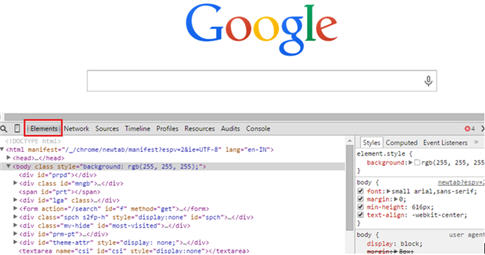 Google
Elements Network Sources Timeline Profiles Resources Audits Console 4
<!DOCTYPE html>
<html manifest="/_/chrome/newtab/manifest?espv=2&ie=UTF-8" lang="en-IN">
<head>…</head>
<body class style="background: rgb(255, 255, 255);">
<div id="prpd"></div>
<div class="mngb">…</div>
<span id="prt"></span>
<div id="lga" class>…</div>
<form action="/search" id="f" method="get">…</form>
<div class="spch s2fp-h" style="display:none" id="spch">…</div>
<div class="mv-hide" id="most-visited">…</div>
<div id="prm-pt">…</div>
<div id="theme-attr" style="display: none;">…</div>
<textarea name="csi" id="csi" style="display:none"></textarea>
Styles Computed Event Listeners »
element.style {
background: rgb(255, 255, 255
}
body { newtab?espv=2
font: small arial,sans-serif;
margin: 0;
min-height: 616px;
text-align: -webkit-center;
}
body { user agent
display: block;
margin: 8px;